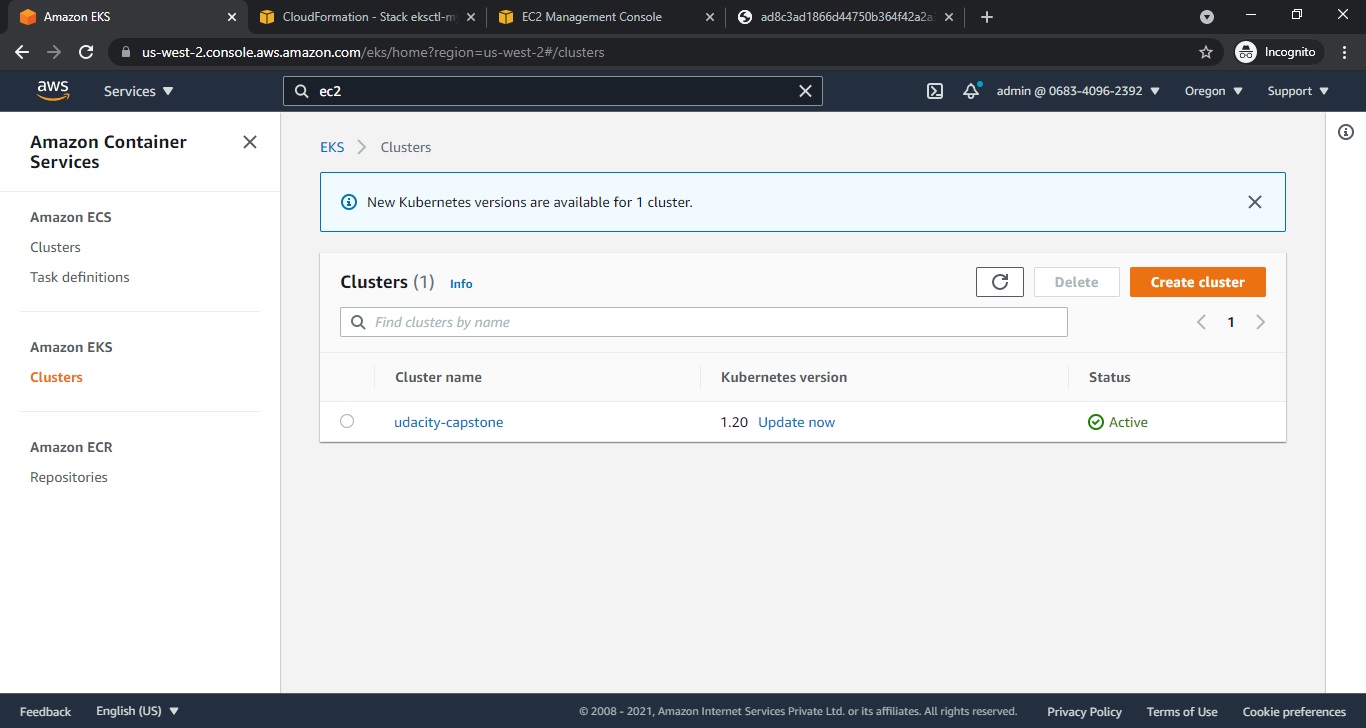 Amazon EKS
CloudFormation - Stack eksctl-my
EC2 Management Console
ad8c3ad1866d44750b364f42a2a
us-west-2.console.aws.amazon.com/eks/home?region=us-west-2#/clusters
Incognito
aws
Services
ec2
admin @ 0683-4096-2392
Oregon
Support
Amazon Container
Services
Amazon ECS
Clusters
Task definitions
Amazon EKS
Clusters
Amazon ECR
Repositories
EKS
Clusters
New Kubernetes versions are available for 1 cluster.
Clusters (1) Info
Delete
Create cluster
Find clusters by name
1
Cluster name
Kubernetes version
Status
udacity-capstone
1.20 Update now
Active
Feedback
English (US)
© 2008 - 2021, Amazon Internet Services Private Ltd. or its affiliates. All rights reserved.
Privacy Policy
Terms of Use
Cookie preferences